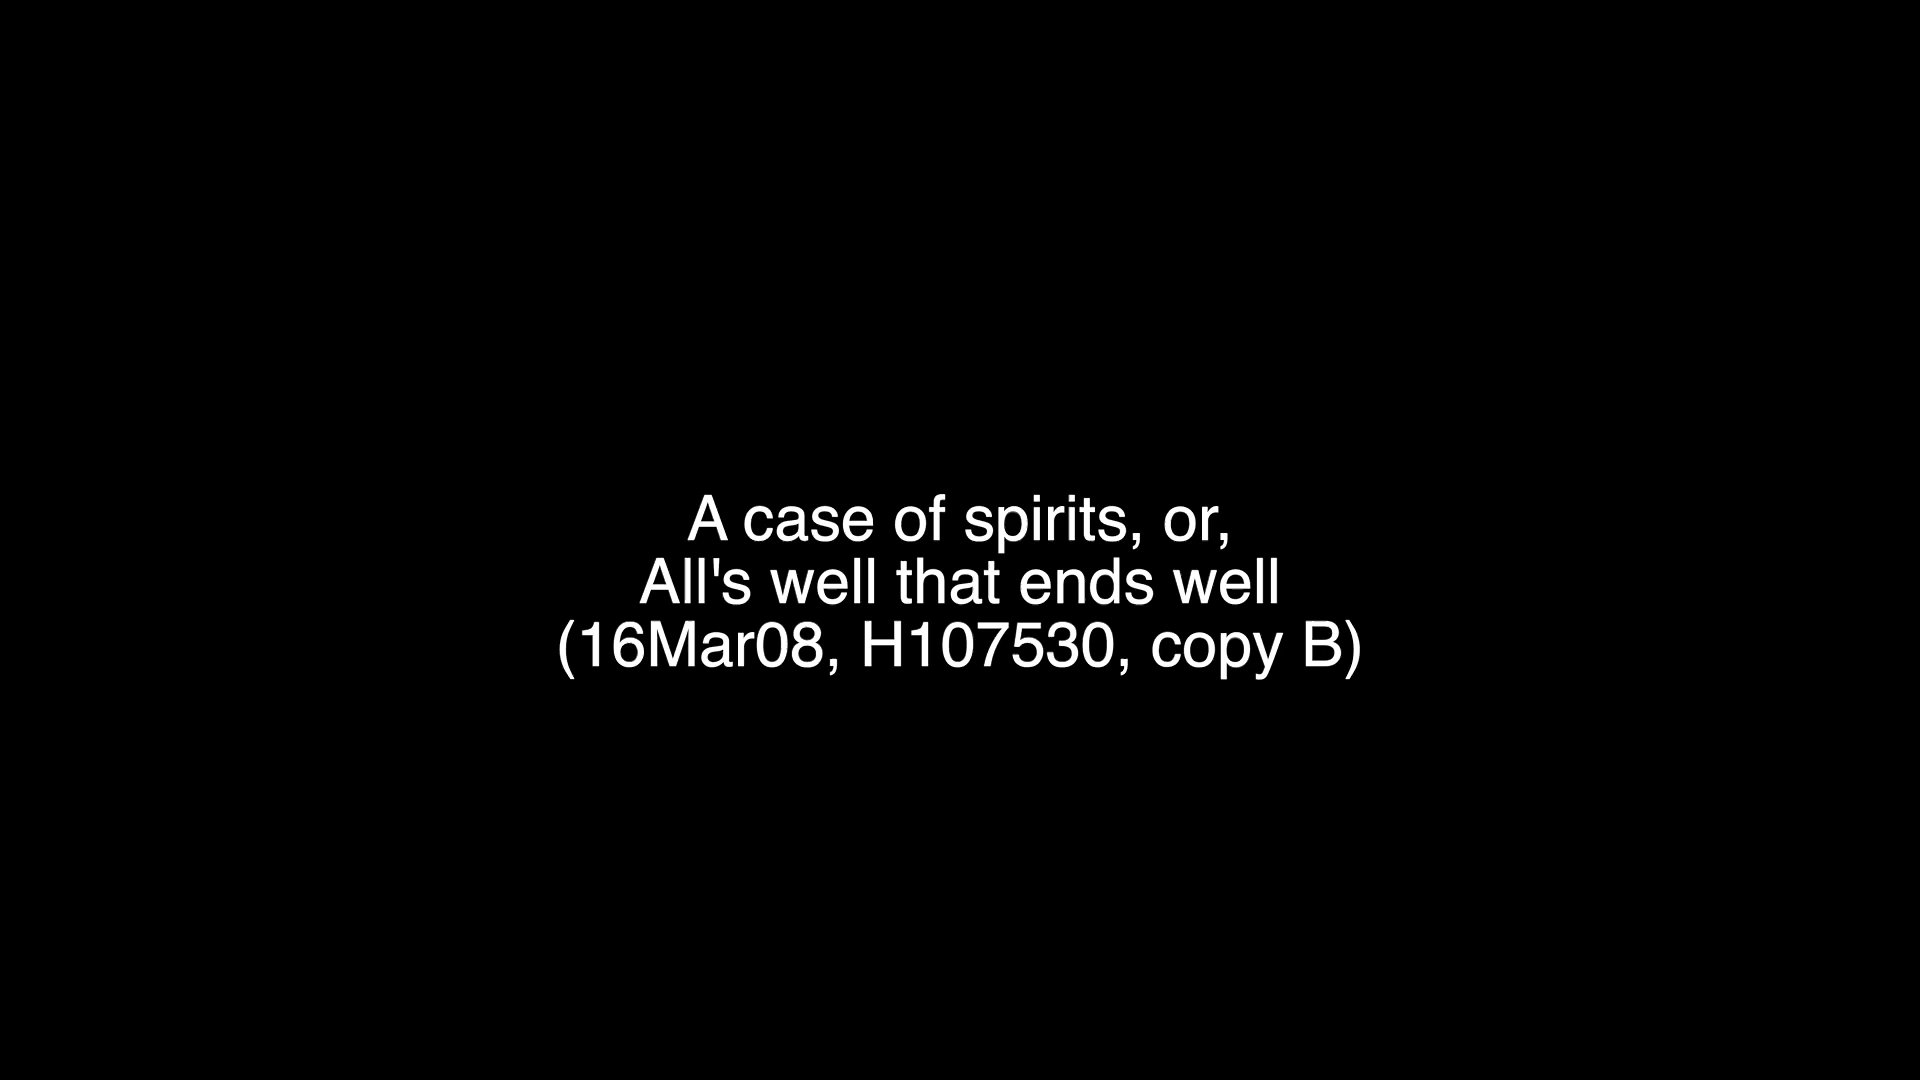 A case of spirits, or,
All's well that ends well
(16Mar08, H107530, copy B)